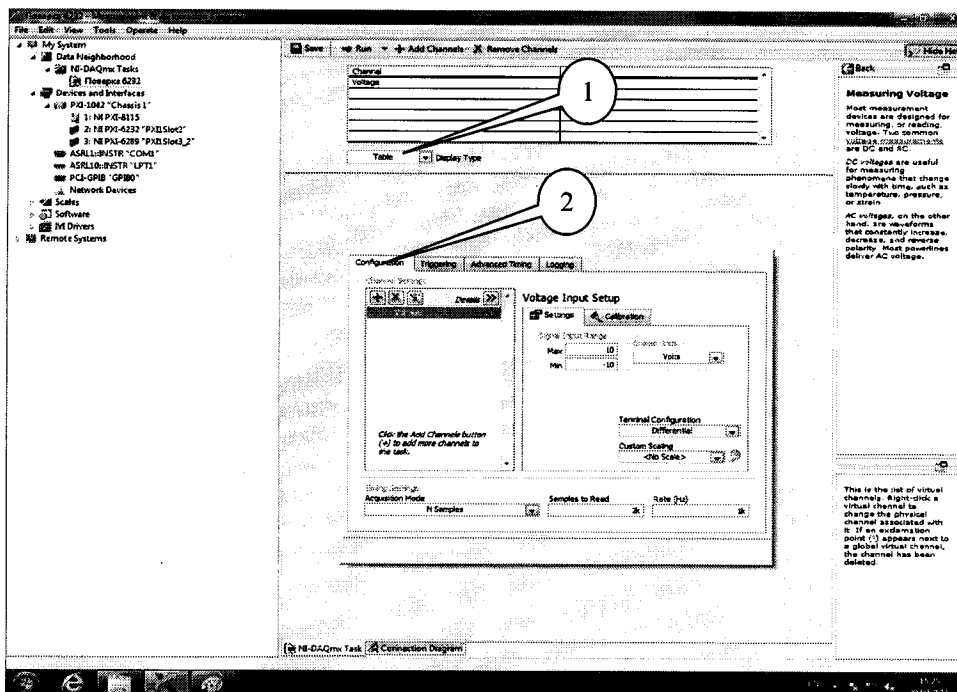 File Edit View Tools Operate Help
My System
Data Neighborhood
NI-DAQmx Tasks
Поверка 6232
Devices and Interfaces
PXI-1042 "Chassis 1"
1: NI PXI-8115
2: NI PXI-6232 "PXI1Slot2"
3: NI PXI-6289 "PXI1Slot3_2"
ASRL1::INSTR "COM1"
ASRL10::INSTR "LPT1"
PCI-GPIB "GPIB0"
Network Devices
Scales
Software
IVI Drivers
Remote Systems
Save Run Add Channels Remove Channels
Channel
Voltage
1
Table Display Type
2
Configuration Triggering Advanced Timing Logging
Channel Settings
Details
Voltage Input Setup
Settings Calibration
Signal Input Range
Max 10
Min -10
Volts
Terminal Configuration
Differential
Custom Scaling
<No Scale>
Click the Add Channels button
(+) to add more channels to
the task.
Timing Settings
Acquisition Mode Samples to Read Rate (Hz)
N Samples 1k
NI-DAQmx Task Connection Diagram
Hide
Back
Measuring Voltage
Most measurement
devices are designed for
measuring, or reading,
voltage. Two common
voltage measurements
are DC and AC.
DC voltages are useful
for measuring
phenomena that change
slowly with time, such as
temperature, pressure,
or strain
AC voltages, on the other
hand, are waveforms
that constantly increase,
decrease, and reverse
polarity. Most powerlines
deliver AC voltage.
This is the list of virtual
channels. Right-click a
virtual channel to
change the physical
channel associated with
it. If an exclamation
point (!) appears next to
a global virtual channel,
the channel has been
deleted.
15:25